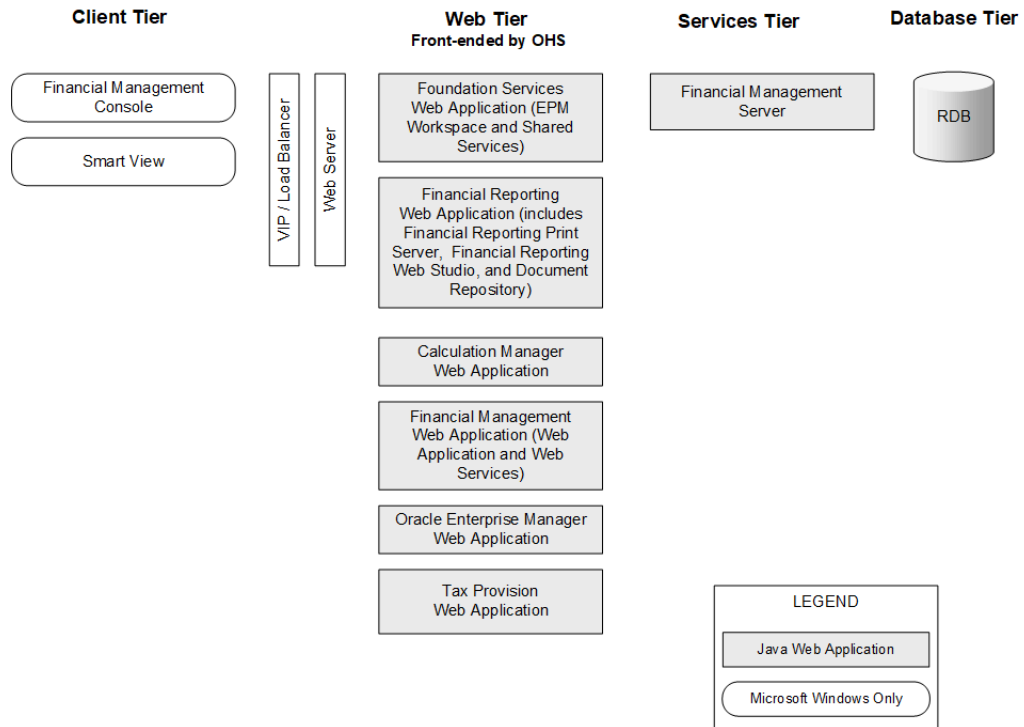 Client Tier
Financial Management
Console
Smart View
VIP / Load Balancer
Web Server
Web Tier
Front-ended by OHS
Foundation Services
Web Application (EPM
Workspace and Shared
Services)
Financial Reporting
Web Application (includes
Financial Reporting Print
Server, Financial Reporting
Web Studio, and Document
Repository)
Calculation Manager
Web Application
Financial Management
Web Application (Web
Application and Web
Services)
Oracle Enterprise Manager
Web Application
Tax Provision
Web Application
Services Tier
Financial Management
Server
Database Tier
RDB
LEGEND
Java Web Application
Microsoft Windows Only